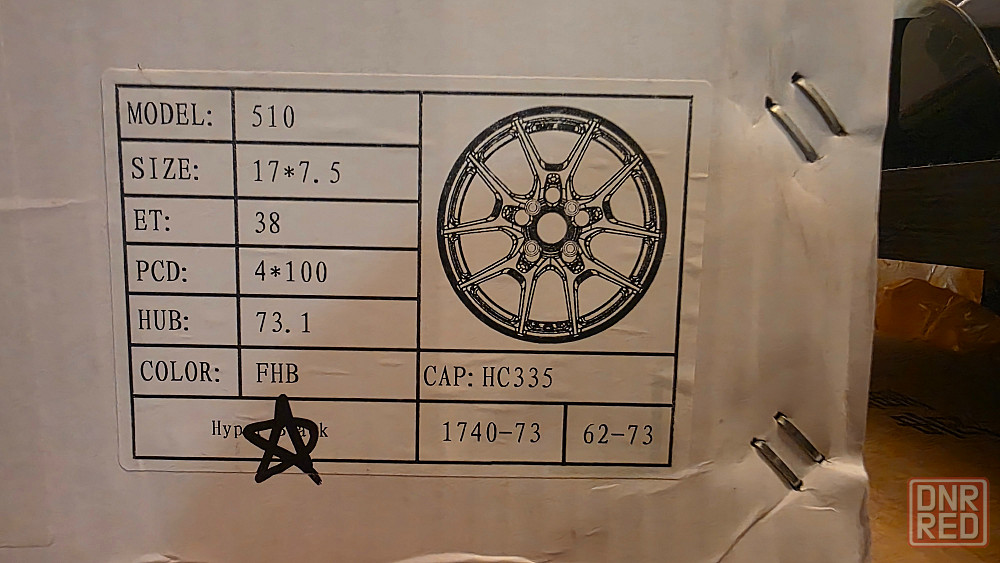 MODEL: 510
SIZE: 17*7.5
ET: 38
PCD: 4*100
HUB: 73.1
COLOR: FHB
CAP: HC335
1740-73
62-73
DNR
RED